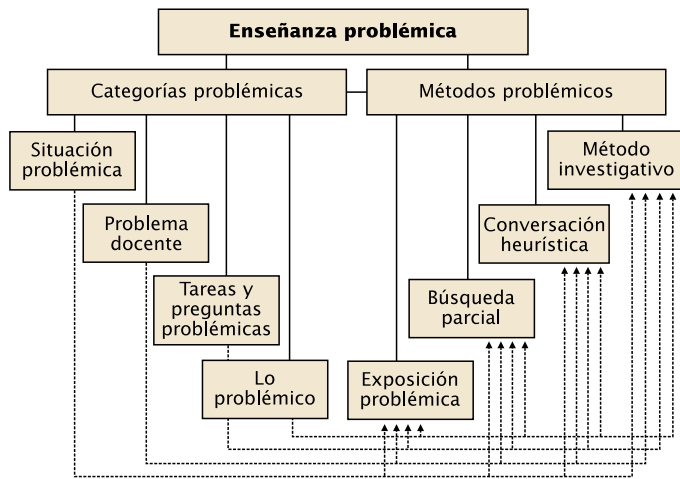 Enseñanza problémica
Categorías problémicas
Métodos problémicos
Situación
problémica
Problema
docente
Tareas y
preguntas
problémicas
Lo
problémico
Exposición
problémica
Búsqueda
parcial
Conversación
heurística
Método
investigativo